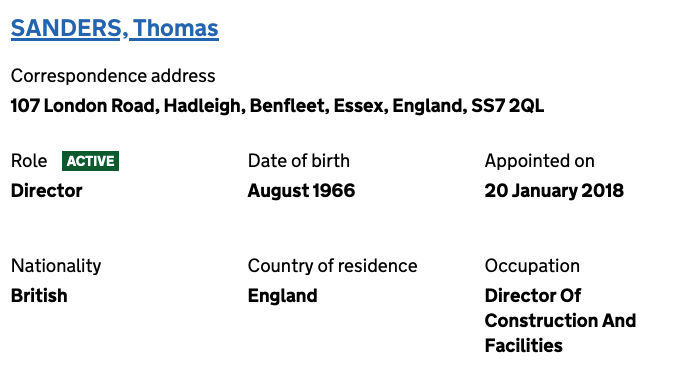 SANDERS, Thomas
Correspondence address
107 London Road, Hadleigh, Benfleet, Essex, England, SS7 2QL
Role ACTIVE
Director
Date of birth
August 1966
Appointed on
20 January 2018
Nationality
British
Country of residence
England
Occupation
Director Of
Construction And
Facilities